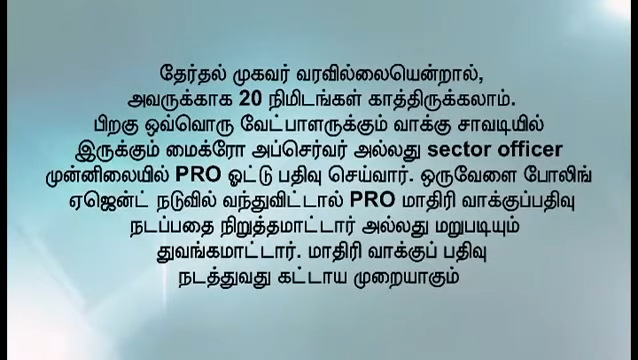 தேர்தல் முகவர் வரவில்லையென்றால்,
அவருக்காக 20 நிமிடங்கள் காத்திருக்கலாம்.
பிறகு ஒவ்வொரு வேட்பாளருக்கும் வாக்கு சாவடியில்
இருக்கும் மைக்ரோ அப்செர்வர் அல்லது sector officer
முன்னிலையில் PRO ஓட்டு பதிவு செய்வார். ஒருவேளை போலிங்
ஏஜென்ட் நடுவில் வந்துவிட்டால் PRO மாதிரி வாக்குப்பதிவு
நடப்பதை நிறுத்தமாட்டார் அல்லது மறுபடியும்
துவங்கமாட்டார். மாதிரி வாக்குப் பதிவு
நடத்துவது கட்டாய முறையாகும்